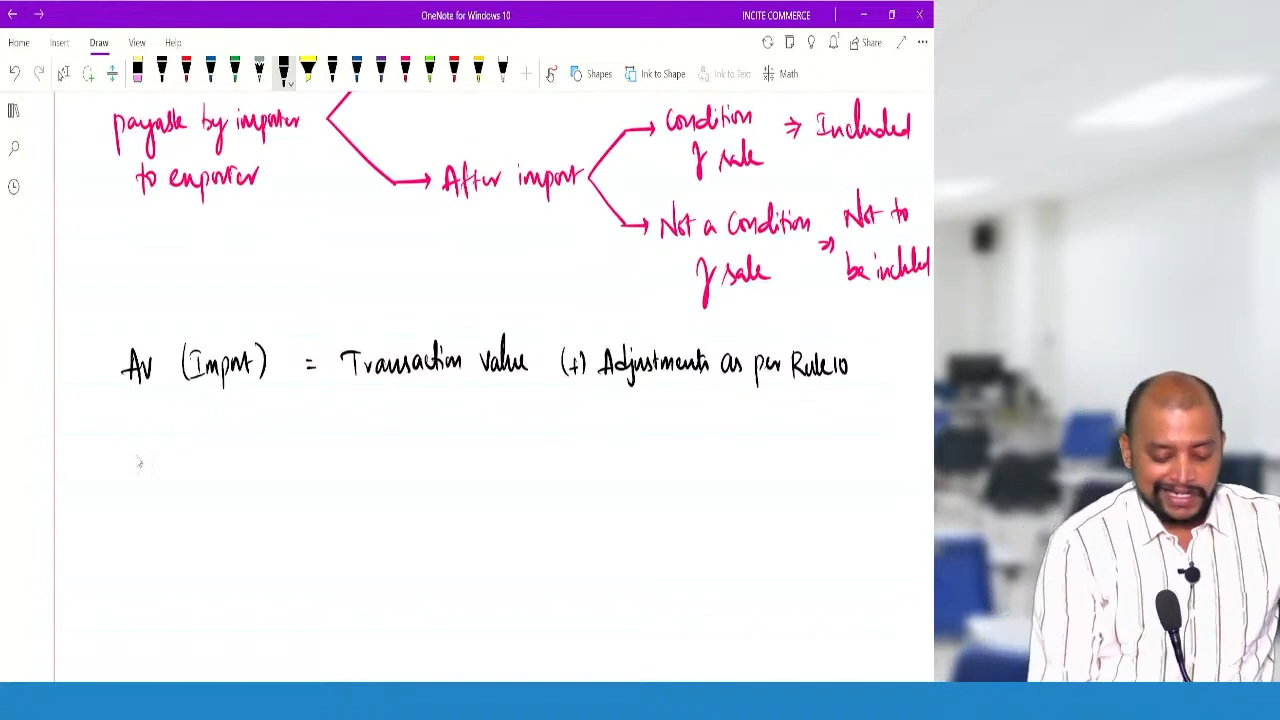 OneNote for Windows 10
INCITE COMMERCE
Home Insert Draw View Help
Share
Shapes Ink to Shape Ink to Text Math
payable by importer
to exporter
After import
Condition
of sale
⇒ Included
Not a Condition
of sale
⇒ Not to
be included
AV (Import) = Transaction Value (+) Adjustments as per Rule 10